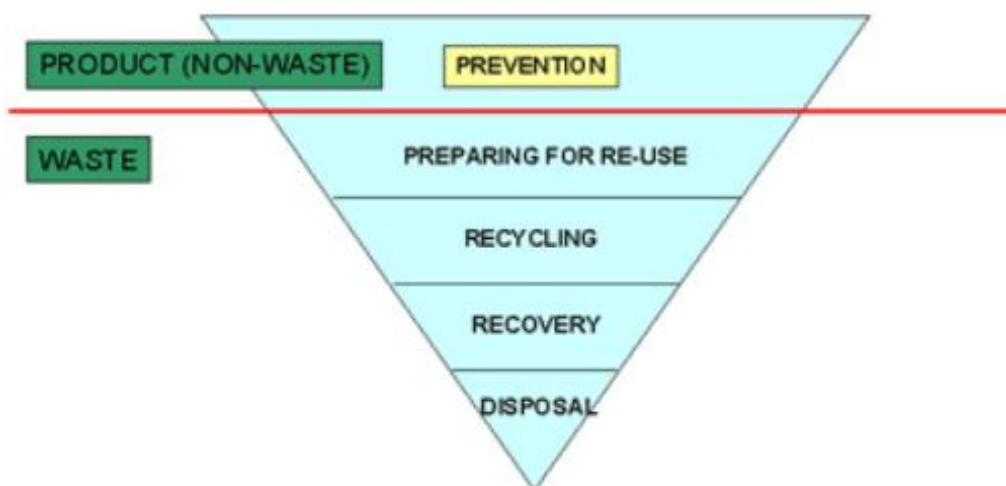 PRODUCT (NON-WASTE)
PREVENTION
WASTE
PREPARING FOR RE-USE
RECYCLING
RECOVERY
DISPOSAL